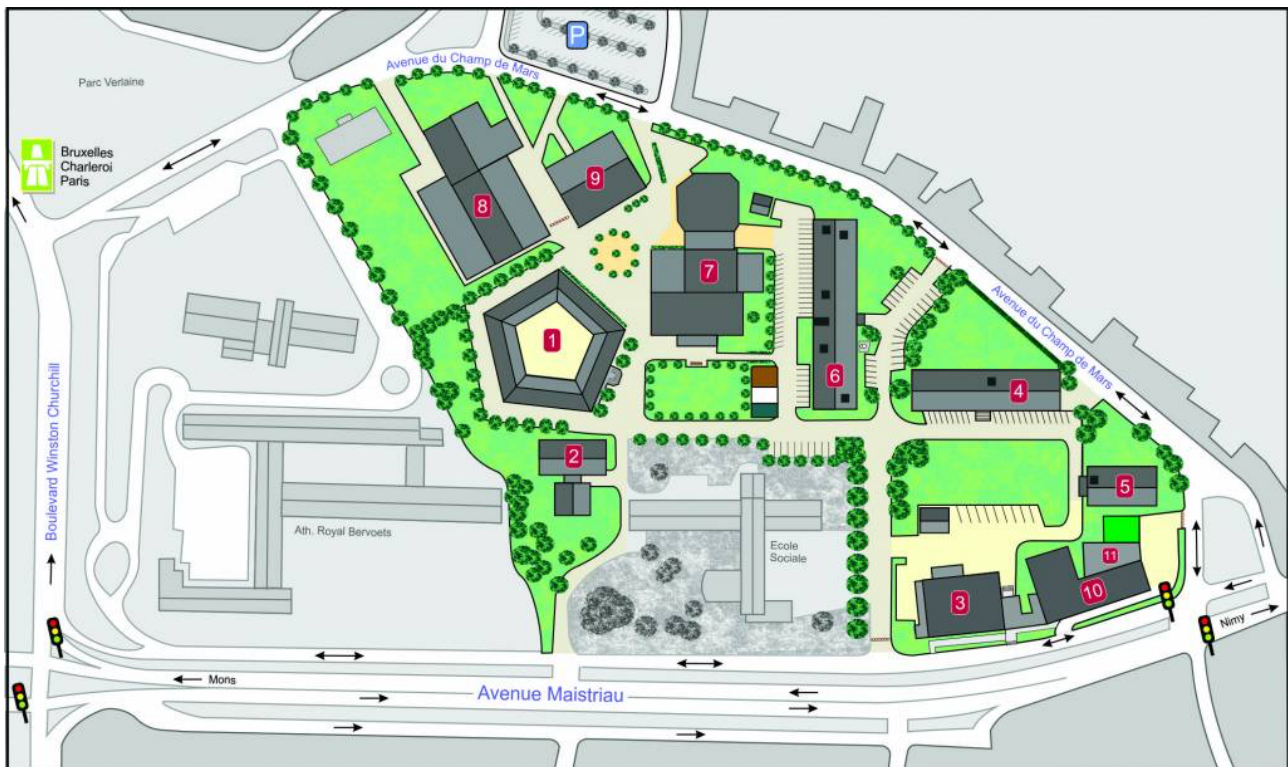 P
Avenue du Champ de Mars
Parc Verlaine
Bruxelles
Charleroi
Paris
9
8
7
Avenue du Champ de Mars
1
6
4
Boulevard Winston Churchill
2
5
Ath. Royal Bervoets
Ecole
Sociale
11
10
3
Nimy
Mons
Avenue Maistriau